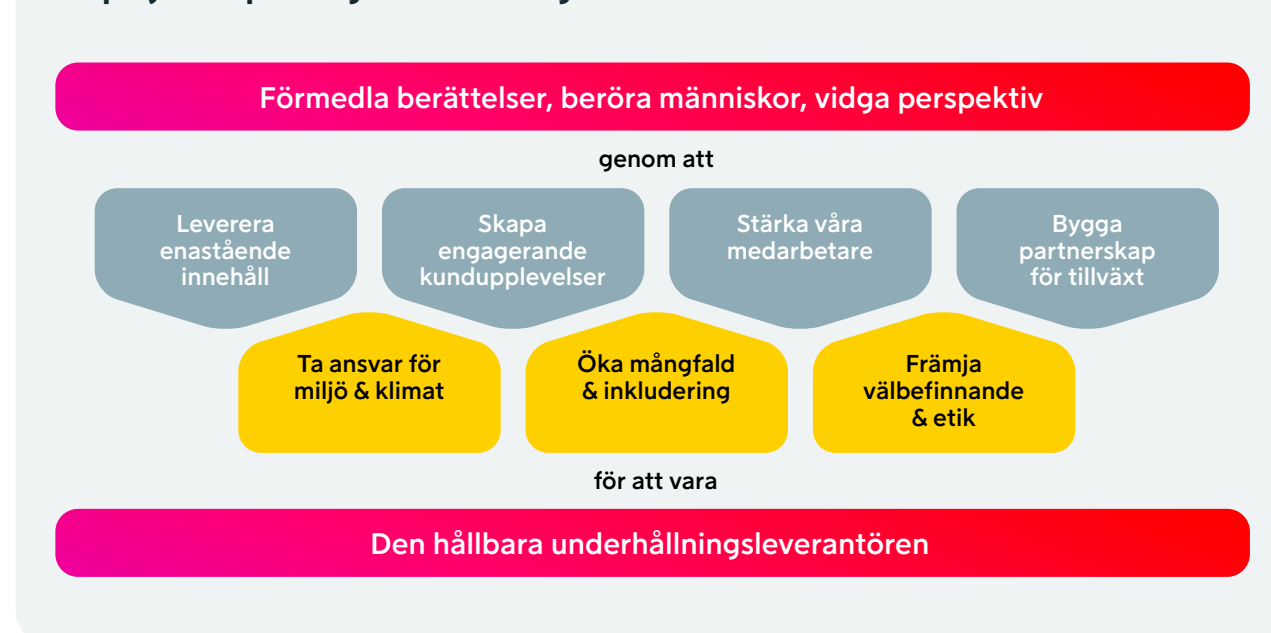 Förmedla berättelser, beröra människor, vidga perspektiv
genom att
Leverera
enastående
innehåll
Skapa
engagerande
kundupplevelser
Stärka våra
medarbetare
Bygga
partnerskap
för tillväxt
Ta ansvar för
miljö & klimat
Öka mångfald
& inkludering
Främja
välbefinnande
& etik
för att vara
Den hållbara underhållningsleverantören